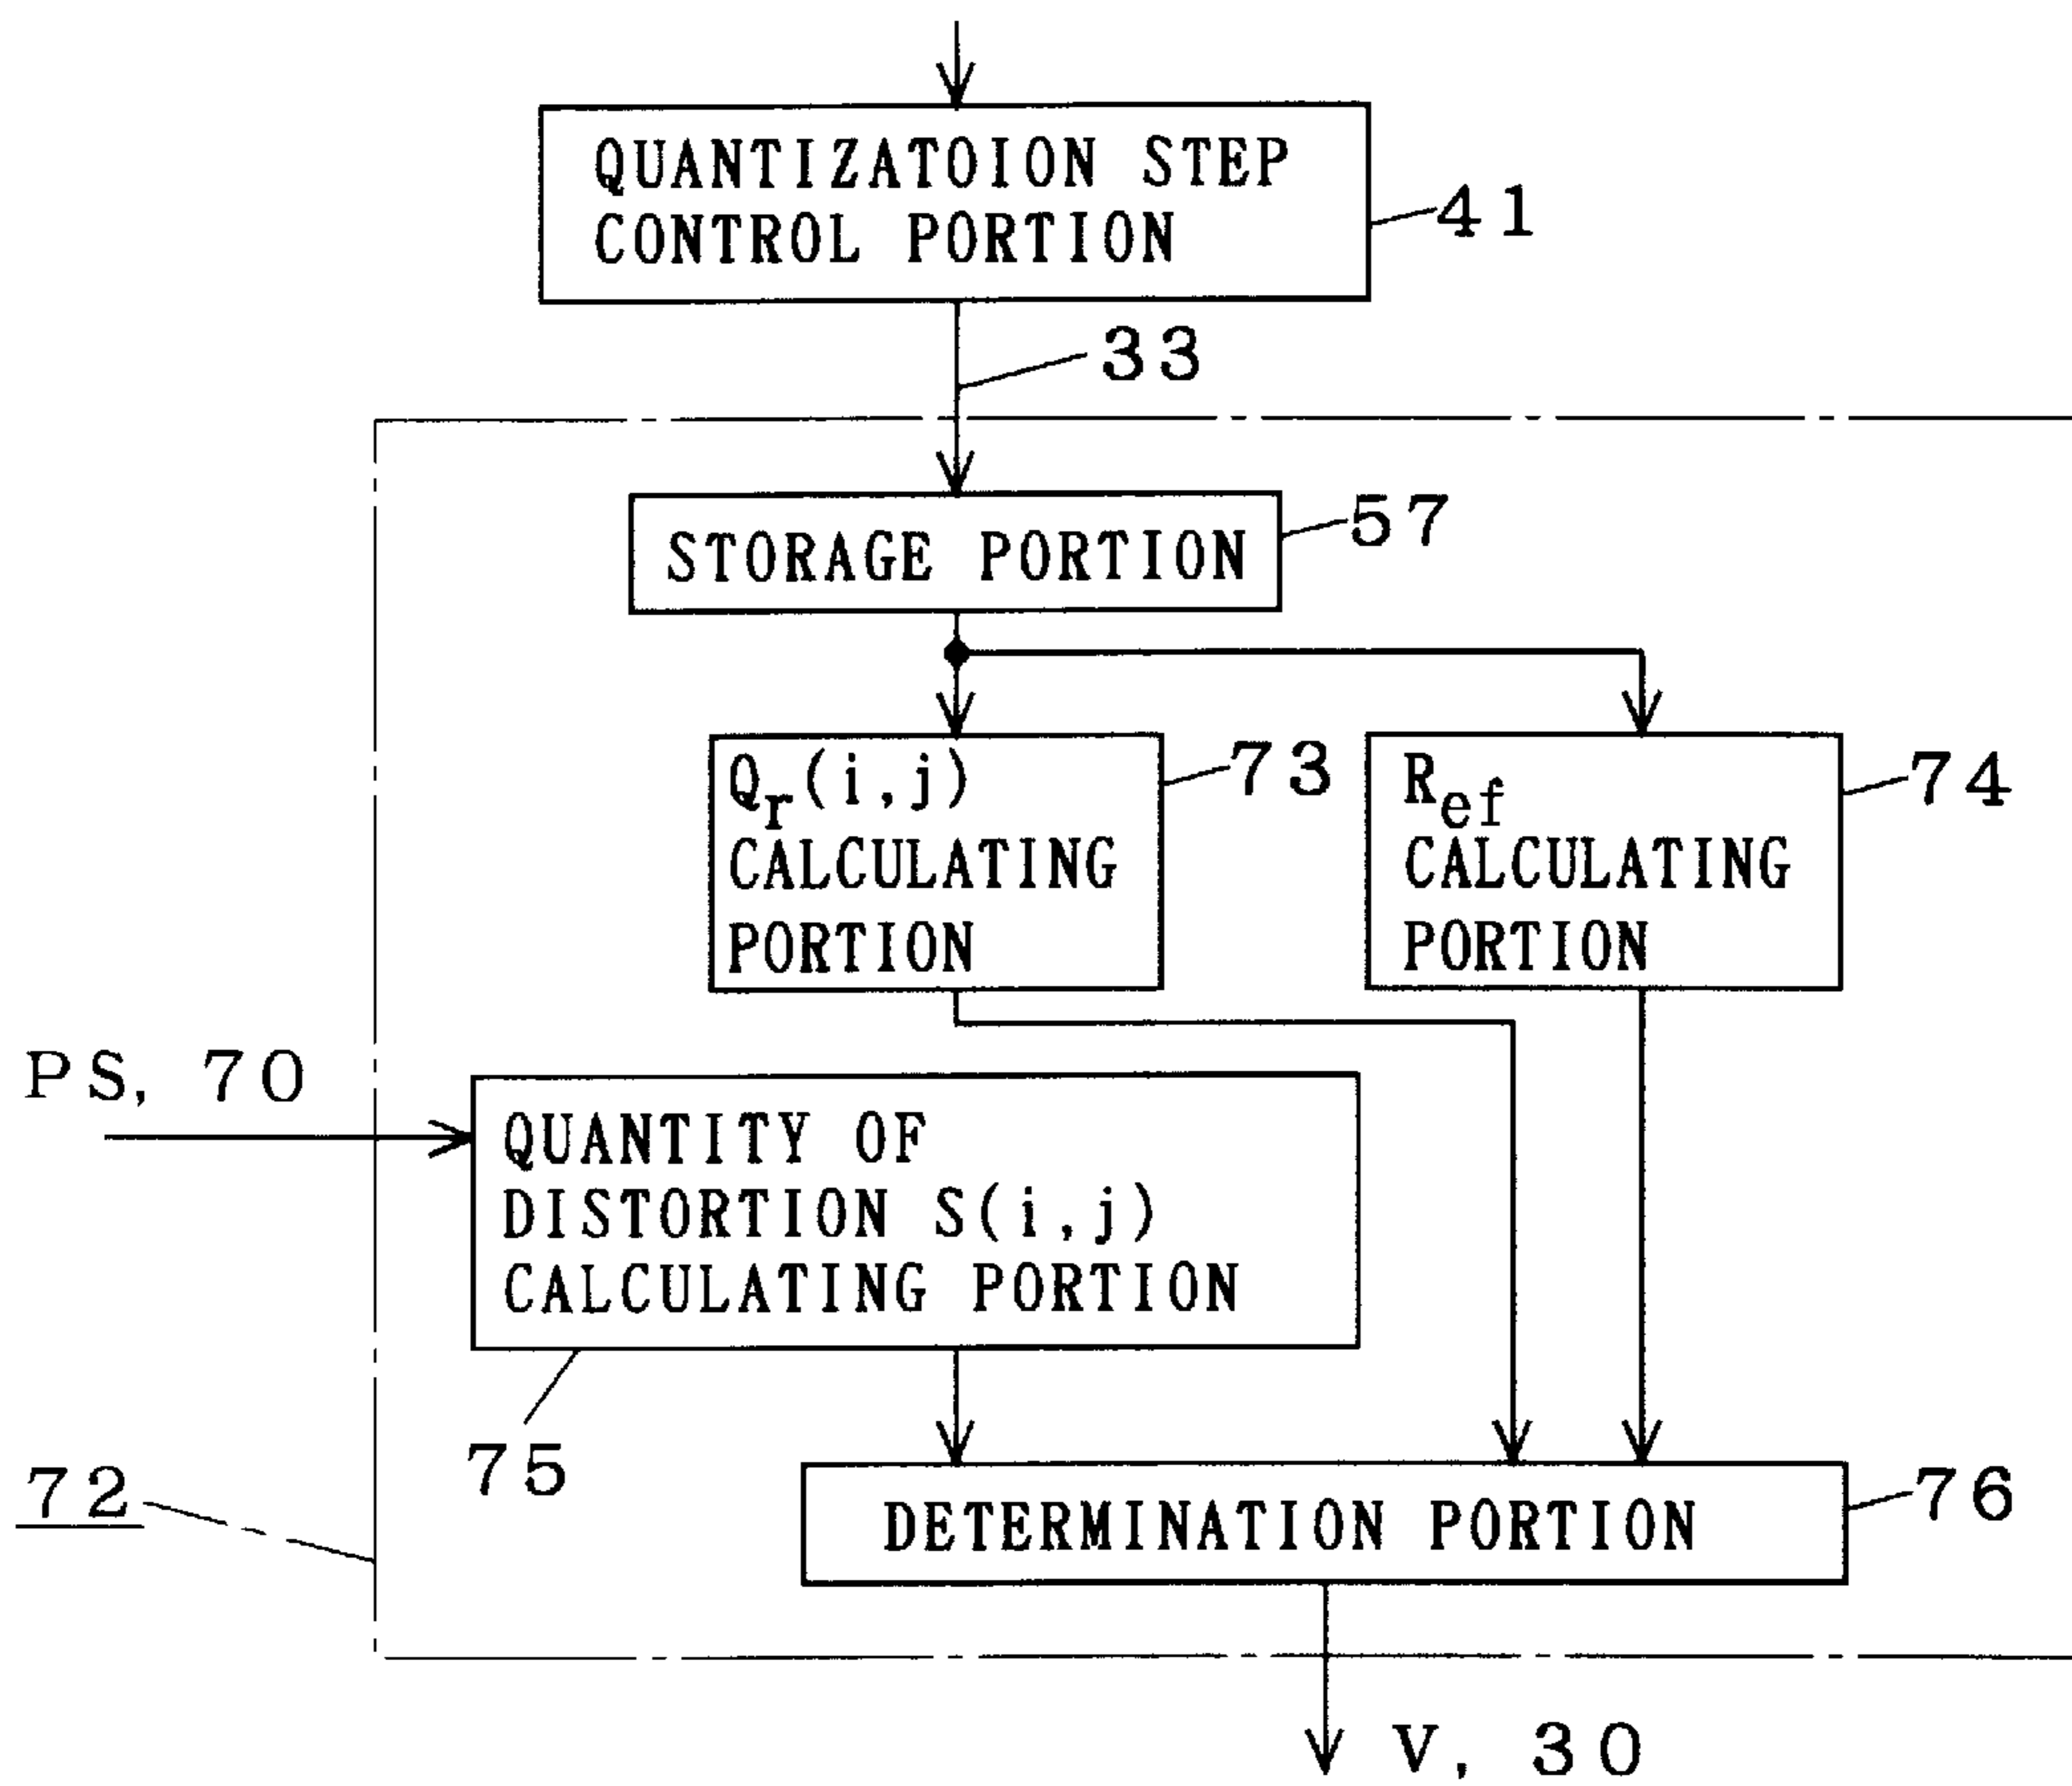 QUANTIZATOION STEP
CONTROL PORTION
41
33
STORAGE PORTION
57
Qr(i,j)
CALCULATING
PORTION
73
Ref
CALCULATING
PORTION
74
PS, 70
QUANTITY OF
DISTORTION S(i,j)
CALCULATING PORTION
75
72
DETERMINATION PORTION
76
V, 30